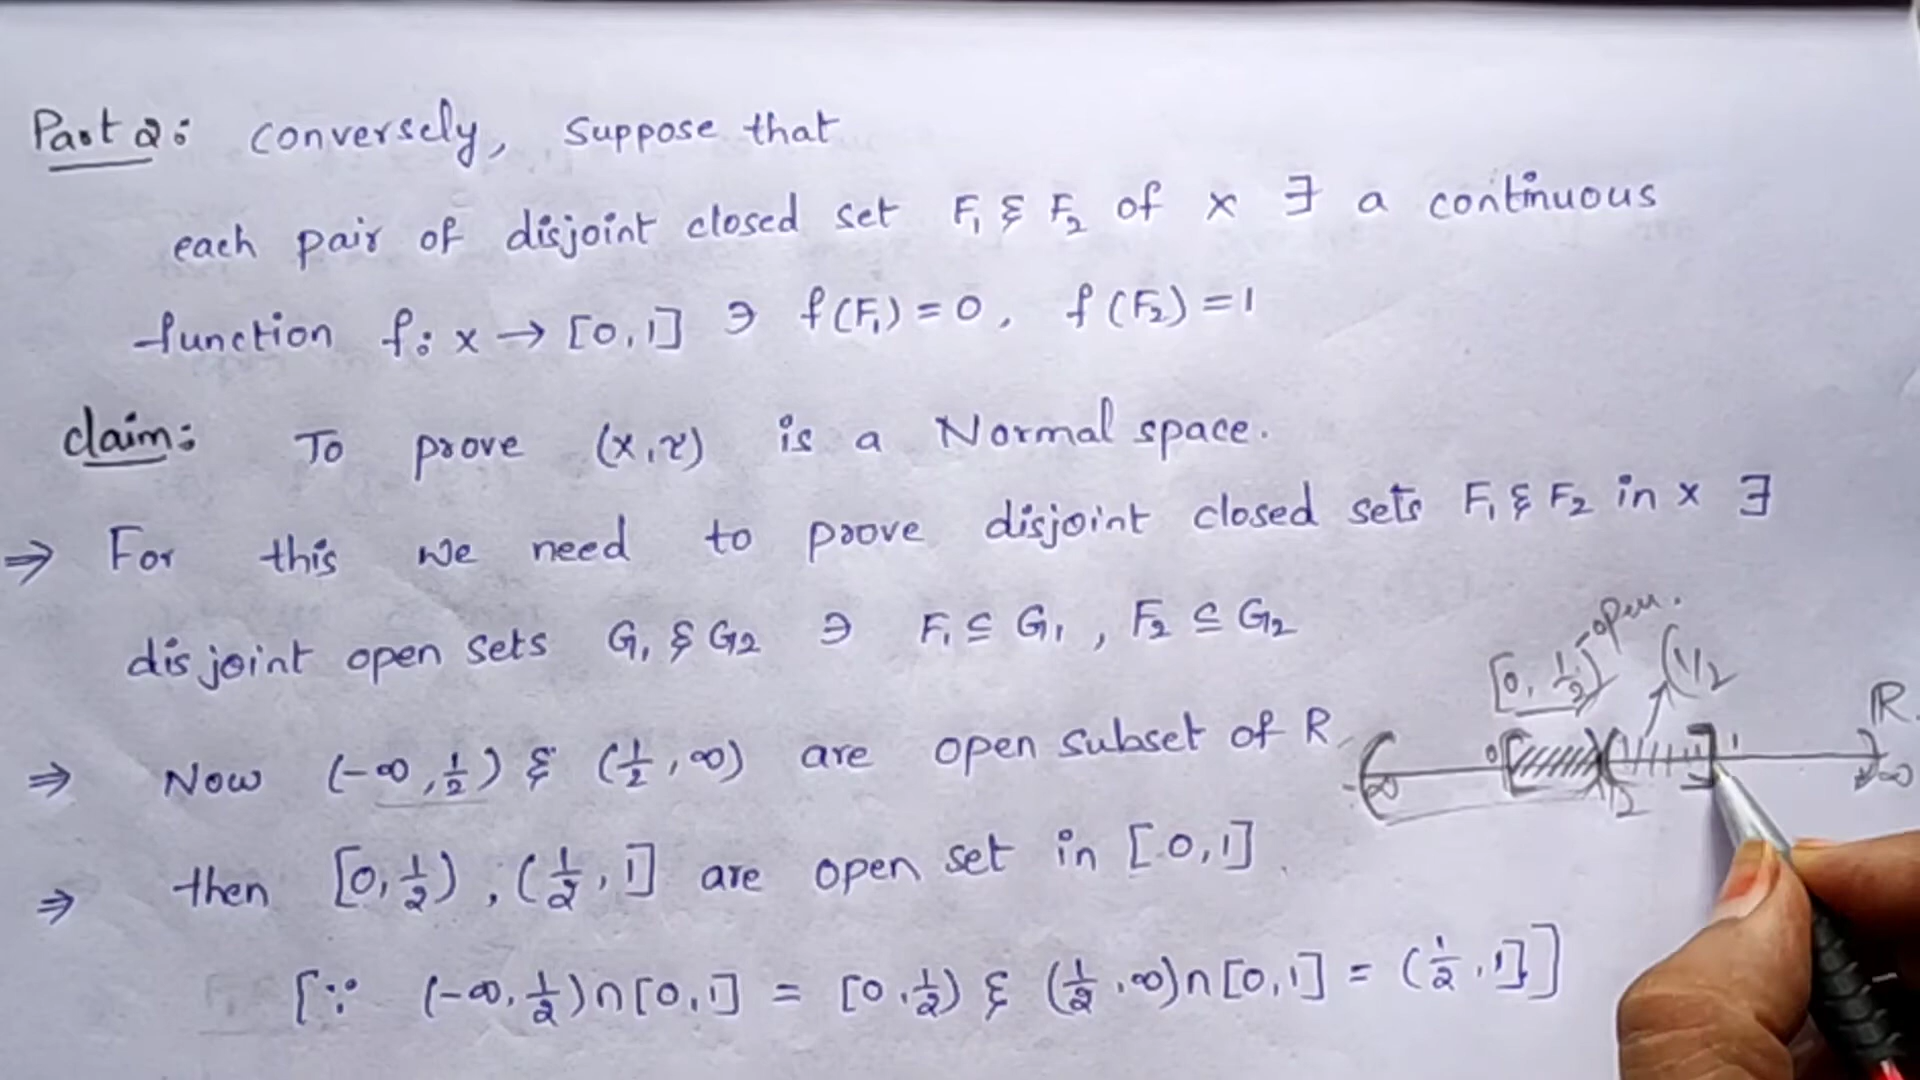 Part 2: conversely, suppose that
each pair of disjoint closed set F₁ & F₂ of x ∃ a continuous
function f: x → [0,1] ∋ f(F₁) = 0, f(F₂) = 1
claim: To prove (x,τ) is a Normal space.
⇒ For this we need to prove disjoint closed sets F₁ & F₂ in x ∃
disjoint open sets G₁ & G₂ ∋ F₁ ⊆ G₁, F₂ ⊆ G₂
[0, 1/2) - open.
(1/2
⇒ Now (-∞, 1/2) & (1/2, ∞) are open subset of R
R.
-∞ 0 1/2 1 ∞
⇒ then [0, 1/2), (1/2, 1] are open set in [0,1].
[∵ (-∞, 1/2) ∩ [0,1] = [0, 1/2) & (1/2, ∞) ∩ [0,1] = (1/2, 1]]